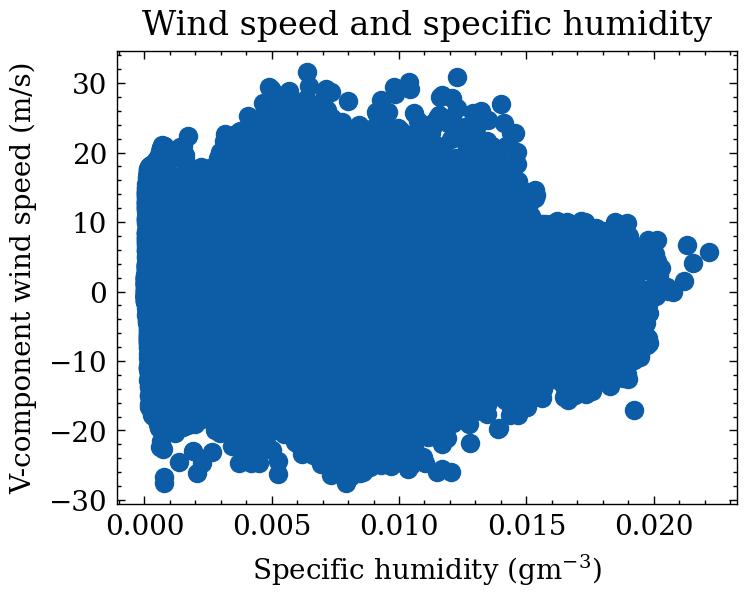 Wind speed and specific humidity
V-component wind speed (m/s)
30
20
10
0
−10
−20
−30
0.000 0.005 0.010 0.015 0.020
Specific humidity (gm⁻³)